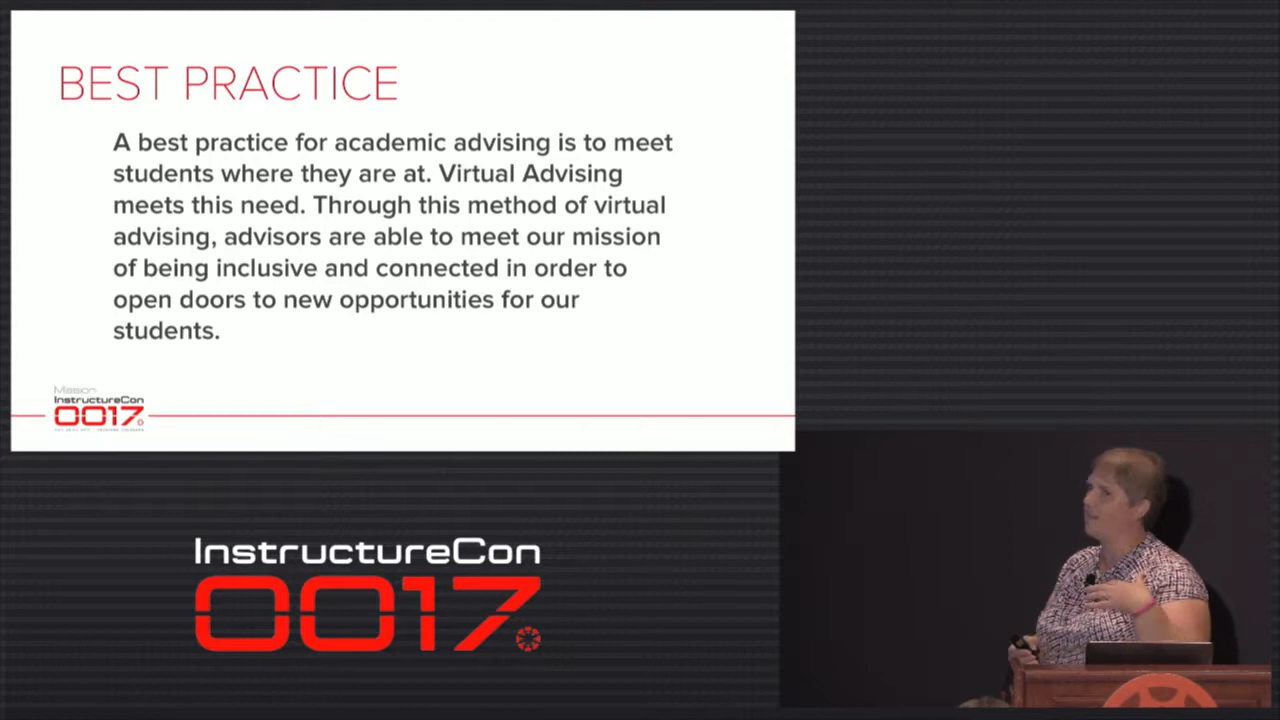 BEST PRACTICE
A best practice for academic advising is to meet
students where they are at. Virtual Advising
meets this need. Through this method of virtual
advising, advisors are able to meet our mission
of being inclusive and connected in order to
open doors to new opportunities for our
students.
Mission:
InstructureCon
0017
InstructureCon
0017